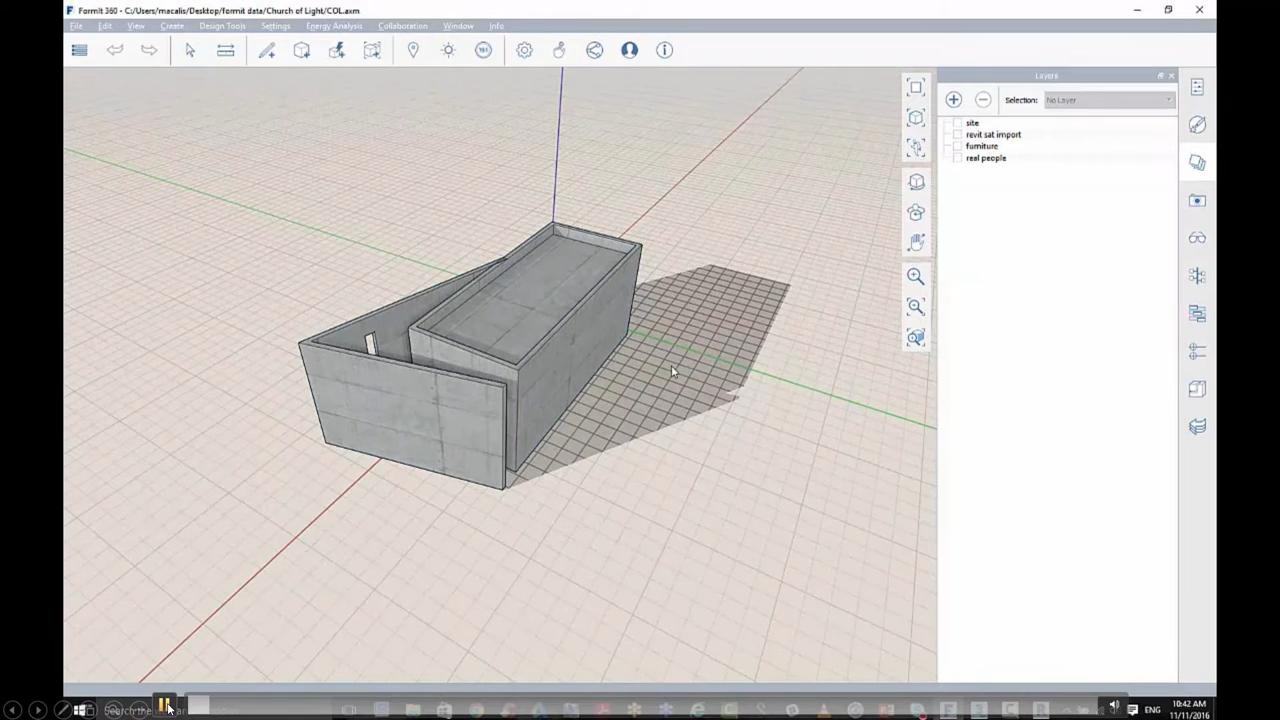 FormIt 360 - C:/Users/macalis/Desktop/formit data/Church of Light/COL.axm
File Edit View Create Design Tools Settings Energy Analysis Collaboration Window Info
Layers
Selection: No Layer
site
revit sat import
furniture
real people
Search the
ENG
10:42 AM
11/11/2016